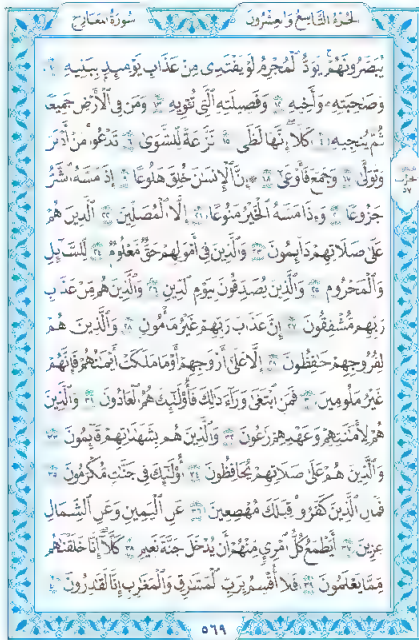 الجزء التاسع والعشرون سورة المعارج
يُبَصَّرُونَهُمْ يَوَدُّ الْمُجْرِمُ لَوْ يَفْتَدِي مِنْ عَذَابِ يَوْمِئِذٍ بِبَنِيهِ ١١
وَصَاحِبَتِهِ وَأَخِيهِ ١٢ وَفَصِيلَتِهِ الَّتِي تُؤْوِيهِ ١٣ وَمَنْ فِي الْأَرْضِ جَمِيعًا
ثُمَّ يُنْجِيهِ ١٤ كَلَّا إِنَّهَا لَظَى ١٥ نَزَّاعَةً لِلشَّوَى ١٦ تَدْعُو مَنْ أَدْبَرَ
وَتَوَلَّى ١٧ وَجَمَعَ فَأَوْعَى ١٨ إِنَّ الْإِنْسَانَ خُلِقَ هَلُوعًا ١٩ إِذَا مَسَّهُ الشَّرُّ
جَزُوعًا ٢٠ وَإِذَا مَسَّهُ الْخَيْرُ مَنُوعًا ٢١ إِلَّا الْمُصَلِّينَ ٢٢ الَّذِينَ هُمْ
عَلَى صَلَاتِهِمْ دَائِمُونَ ٢٣ وَالَّذِينَ فِي أَمْوَالِهِمْ حَقٌّ مَعْلُومٌ ٢٤ لِلسَّائِلِ
وَالْمَحْرُومِ ٢٥ وَالَّذِينَ يُصَدِّقُونَ بِيَوْمِ الدِّينِ ٢٦ وَالَّذِينَ هُمْ مِنْ عَذَابِ
رَبِّهِمْ مُشْفِقُونَ ٢٧ إِنَّ عَذَابَ رَبِّهِمْ غَيْرُ مَأْمُونٍ ٢٨ وَالَّذِينَ هُمْ
لِفُرُوجِهِمْ حَافِظُونَ ٢٩ إِلَّا عَلَى أَزْوَاجِهِمْ أَوْ مَا مَلَكَتْ أَيْمَانُهُمْ فَإِنَّهُمْ
غَيْرُ مَلُومِينَ ٣٠ فَمَنِ ابْتَغَى وَرَاءَ ذَلِكَ فَأُولَئِكَ هُمُ الْعَادُونَ ٣١ وَالَّذِينَ
هُمْ لِأَمَانَاتِهِمْ وَعَهْدِهِمْ رَاعُونَ ٣٢ وَالَّذِينَ هُمْ بِشَهَادَاتِهِمْ قَائِمُونَ ٣٣
وَالَّذِينَ هُمْ عَلَى صَلَاتِهِمْ يُحَافِظُونَ ٣٤ أُولَئِكَ فِي جَنَّاتٍ مُكْرَمُونَ ٣٥
فَمَالِ الَّذِينَ كَفَرُوا قِبَلَكَ مُهْطِعِينَ ٣٦ عَنِ الْيَمِينِ وَعَنِ الشِّمَالِ
عِزِينَ ٣٧ أَيَطْمَعُ كُلُّ امْرِئٍ مِنْهُمْ أَنْ يُدْخَلَ جَنَّةَ نَعِيمٍ ٣٨ كَلَّا إِنَّا خَلَقْنَاهُمْ
مِمَّا يَعْلَمُونَ ٣٩ فَلَا أُقْسِمُ بِرَبِّ الْمَشَارِقِ وَالْمَغَارِبِ إِنَّا لَقَادِرُونَ ٤٠
٥٦٩